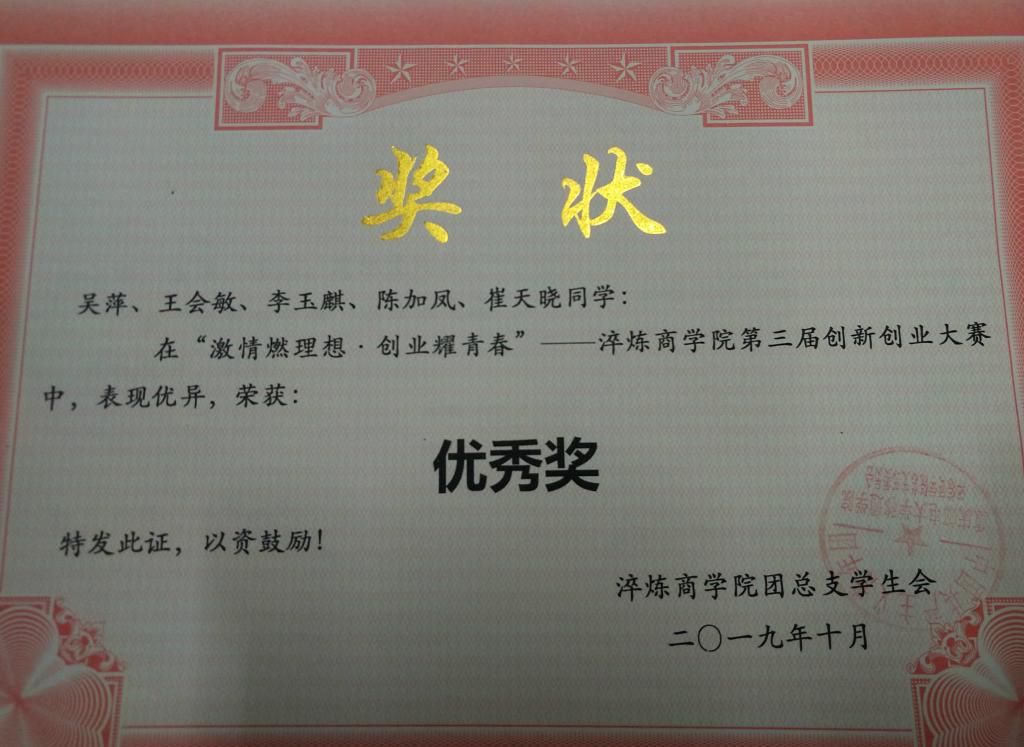 奖 状
吴萍、王会敏、李玉麒、陈加凤、崔天晓同学：
在“激情燃理想·创业耀青春”——淬炼商学院第三届创新创业大赛
中，表现优异，荣获：
优秀奖
特发此证，以资鼓励！
淬炼商学院团总支学生会
二〇一九年十月